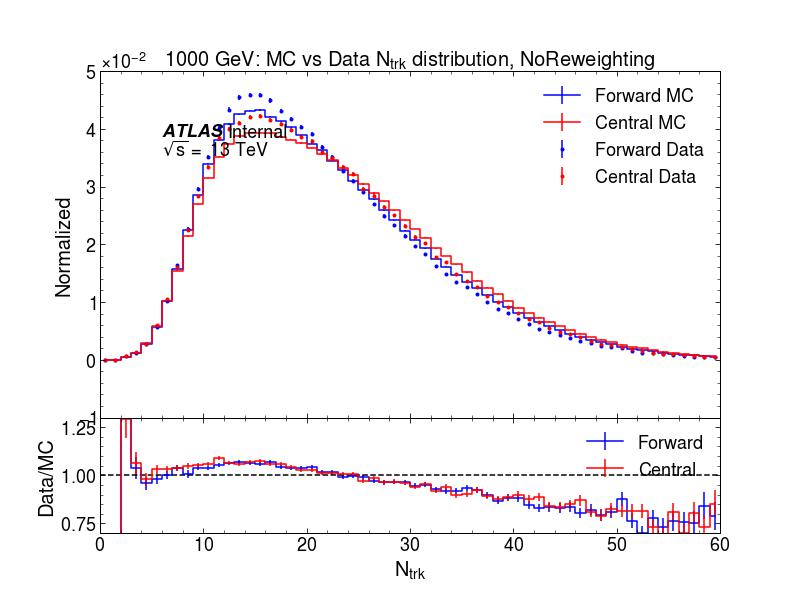 ×10⁻² 1000 GeV: MC vs Data N_trk distribution, NoReweighting
5
4
3
2
1
0
−1
Normalized
ATLAS Internal
√s = 13 TeV
Forward MC
Central MC
Forward Data
Central Data
1.25
1.00
0.75
Data/MC
Forward
Central
0 10 20 30 40 50 60
N_trk